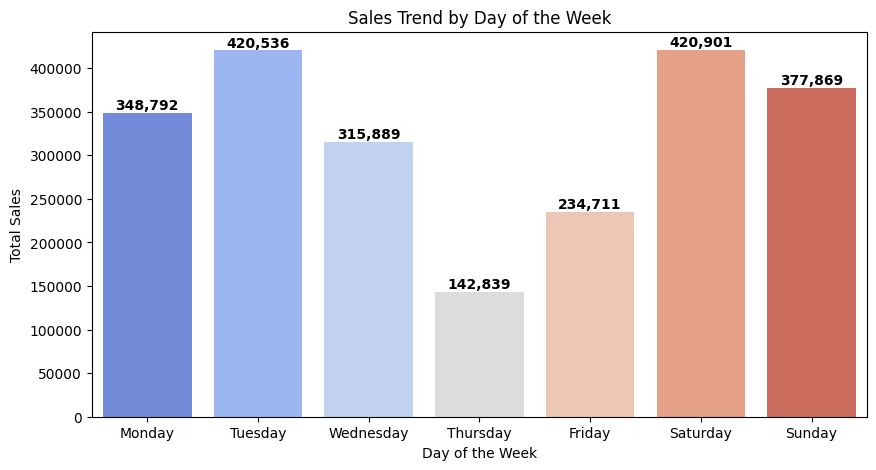 Sales Trend by Day of the Week
Total Sales
400000
350000
300000
250000
200000
150000
100000
50000
0
348,792
420,536
315,889
142,839
234,711
420,901
377,869
Monday
Tuesday
Wednesday
Thursday
Friday
Saturday
Sunday
Day of the Week